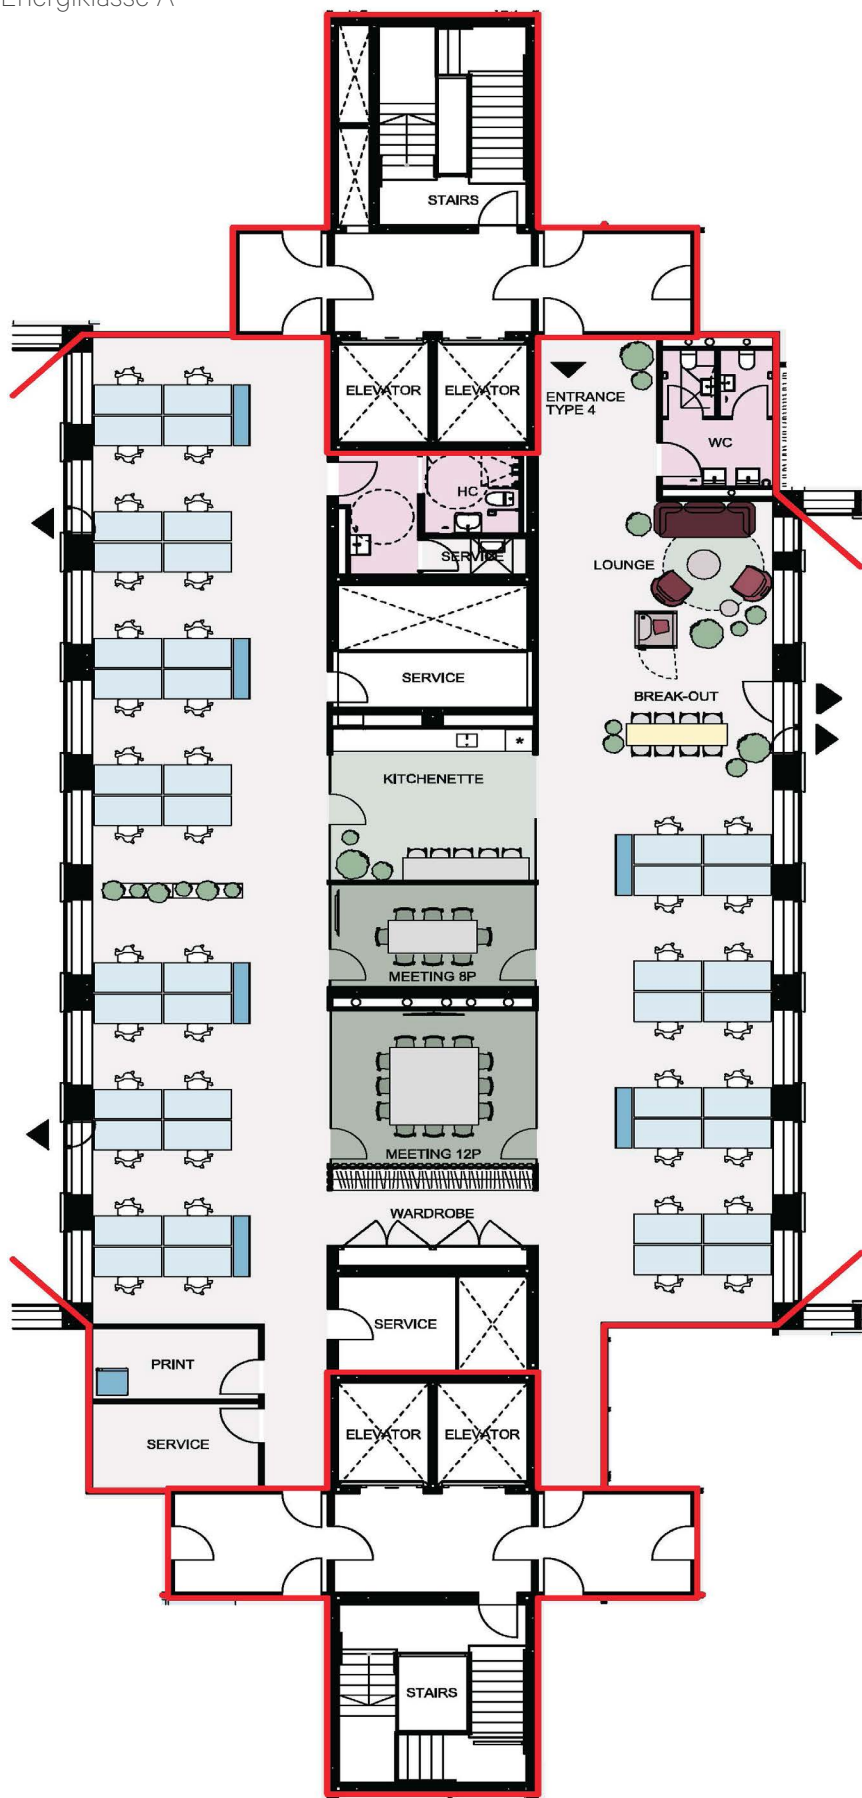 Energiklasse A
STAIRS
ELEVATOR
ELEVATOR
ENTRANCE
TYPE 4
WC
HC
SERVICE
LOUNGE
SERVICE
BREAK-OUT
KITCHENETTE
MEETING 8P
MEETING 12P
WARDROBE
SERVICE
PRINT
SERVICE
ELEVATOR
ELEVATOR
STAIRS